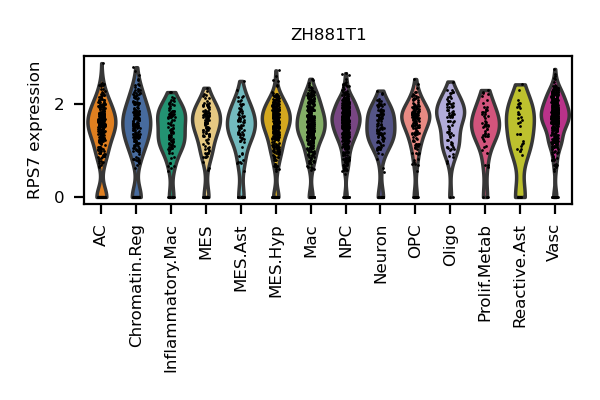 ZH881T1
RPS7 expression
2
0
AC
Chromatin.Reg
Inflammatory.Mac
MES
MES.Ast
MES.Hyp
Mac
NPC
Neuron
OPC
Oligo
Prolif.Metab
Reactive.Ast
Vasc